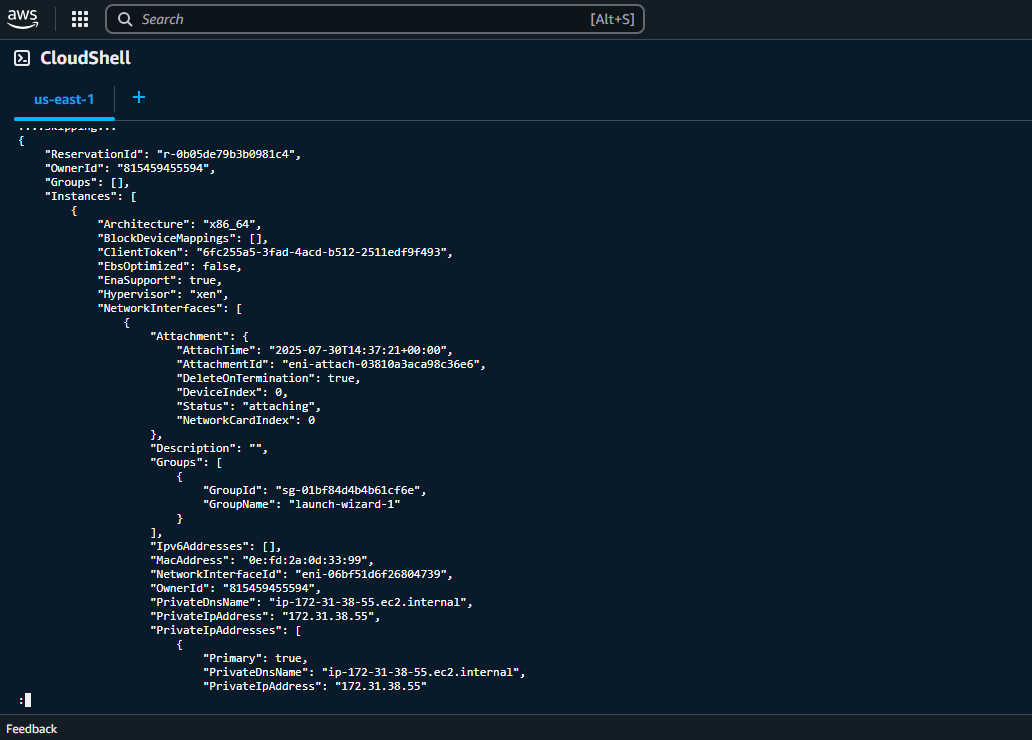 aws
Search
[Alt+S]
CloudShell
us-east-1
+
...skipping...
{
    "ReservationId": "r-0b05de79b3b0981c4",
    "OwnerId": "815459455594",
    "Groups": [],
    "Instances": [
        {
            "Architecture": "x86_64",
            "BlockDeviceMappings": [],
            "ClientToken": "6fc255a5-3fad-4acd-b512-2511edf9f493",
            "EbsOptimized": false,
            "EnaSupport": true,
            "Hypervisor": "xen",
            "NetworkInterfaces": [
                {
                    "Attachment": {
                        "AttachTime": "2025-07-30T14:37:21+00:00",
                        "AttachmentId": "eni-attach-03810a3aca98c36e6",
                        "DeleteOnTermination": true,
                        "DeviceIndex": 0,
                        "Status": "attaching",
                        "NetworkCardIndex": 0
                    },
                    "Description": "",
                    "Groups": [
                        {
                            "GroupId": "sg-01bf84d4b4b61cf6e",
                            "GroupName": "launch-wizard-1"
                        }
                    ],
                    "Ipv6Addresses": [],
                    "MacAddress": "0e:fd:2a:0d:33:99",
                    "NetworkInterfaceId": "eni-06bf51d6f26804739",
                    "OwnerId": "815459455594",
                    "PrivateDnsName": "ip-172-31-38-55.ec2.internal",
                    "PrivateIpAddress": "172.31.38.55",
                    "PrivateIpAddresses": [
                        {
                            "Primary": true,
                            "PrivateDnsName": "ip-172-31-38-55.ec2.internal",
                            "PrivateIpAddress": "172.31.38.55"
:
Feedback